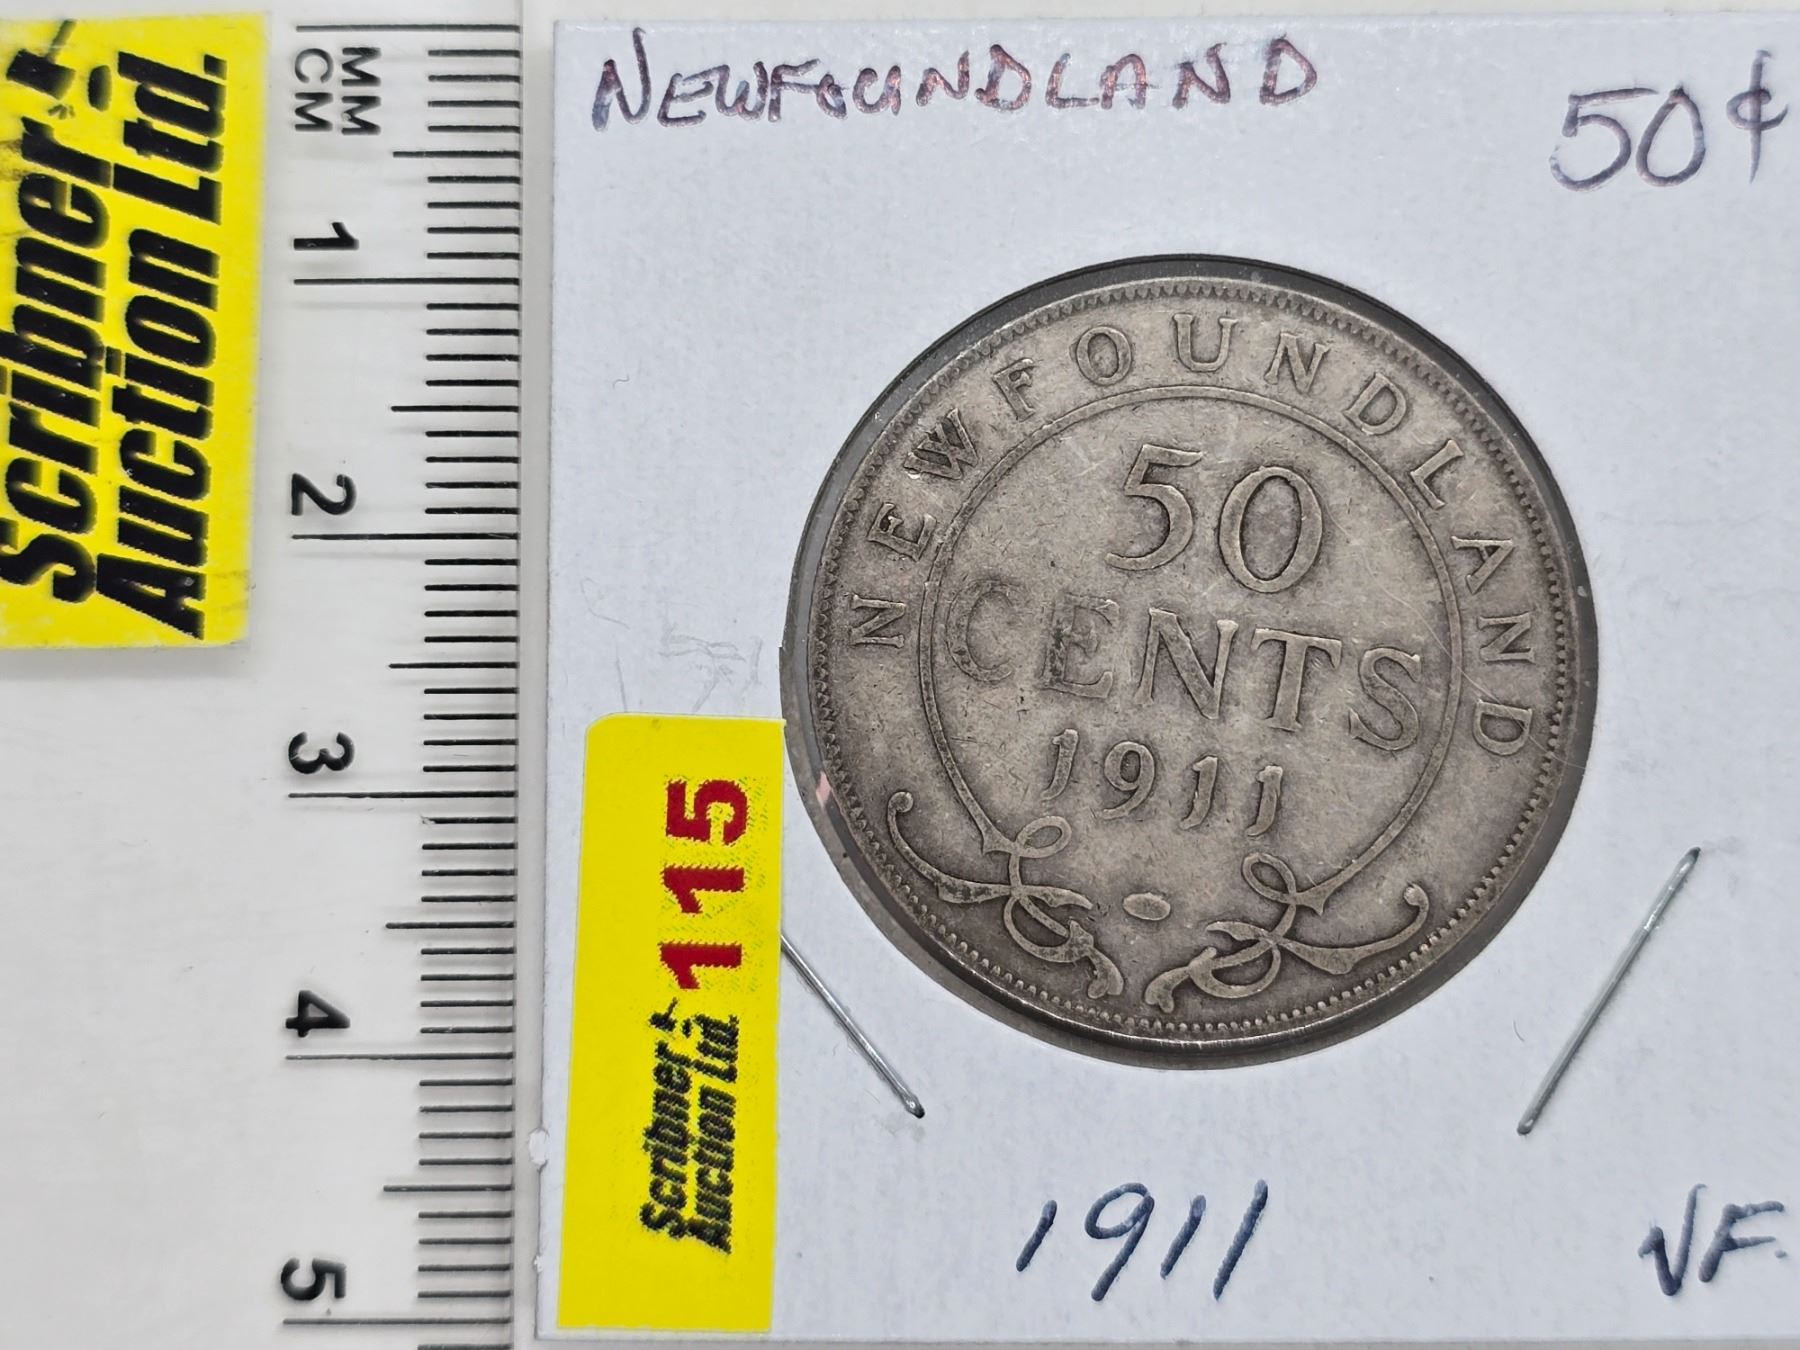 Scribner
Auction Ltd.
MM
CM
1
2
3
4
5
NEWFOUNDLAND
50¢
NEWFOUNDLAND
50
CENTS
1911
115
Scribner
Auction Ltd.
1911
VF.